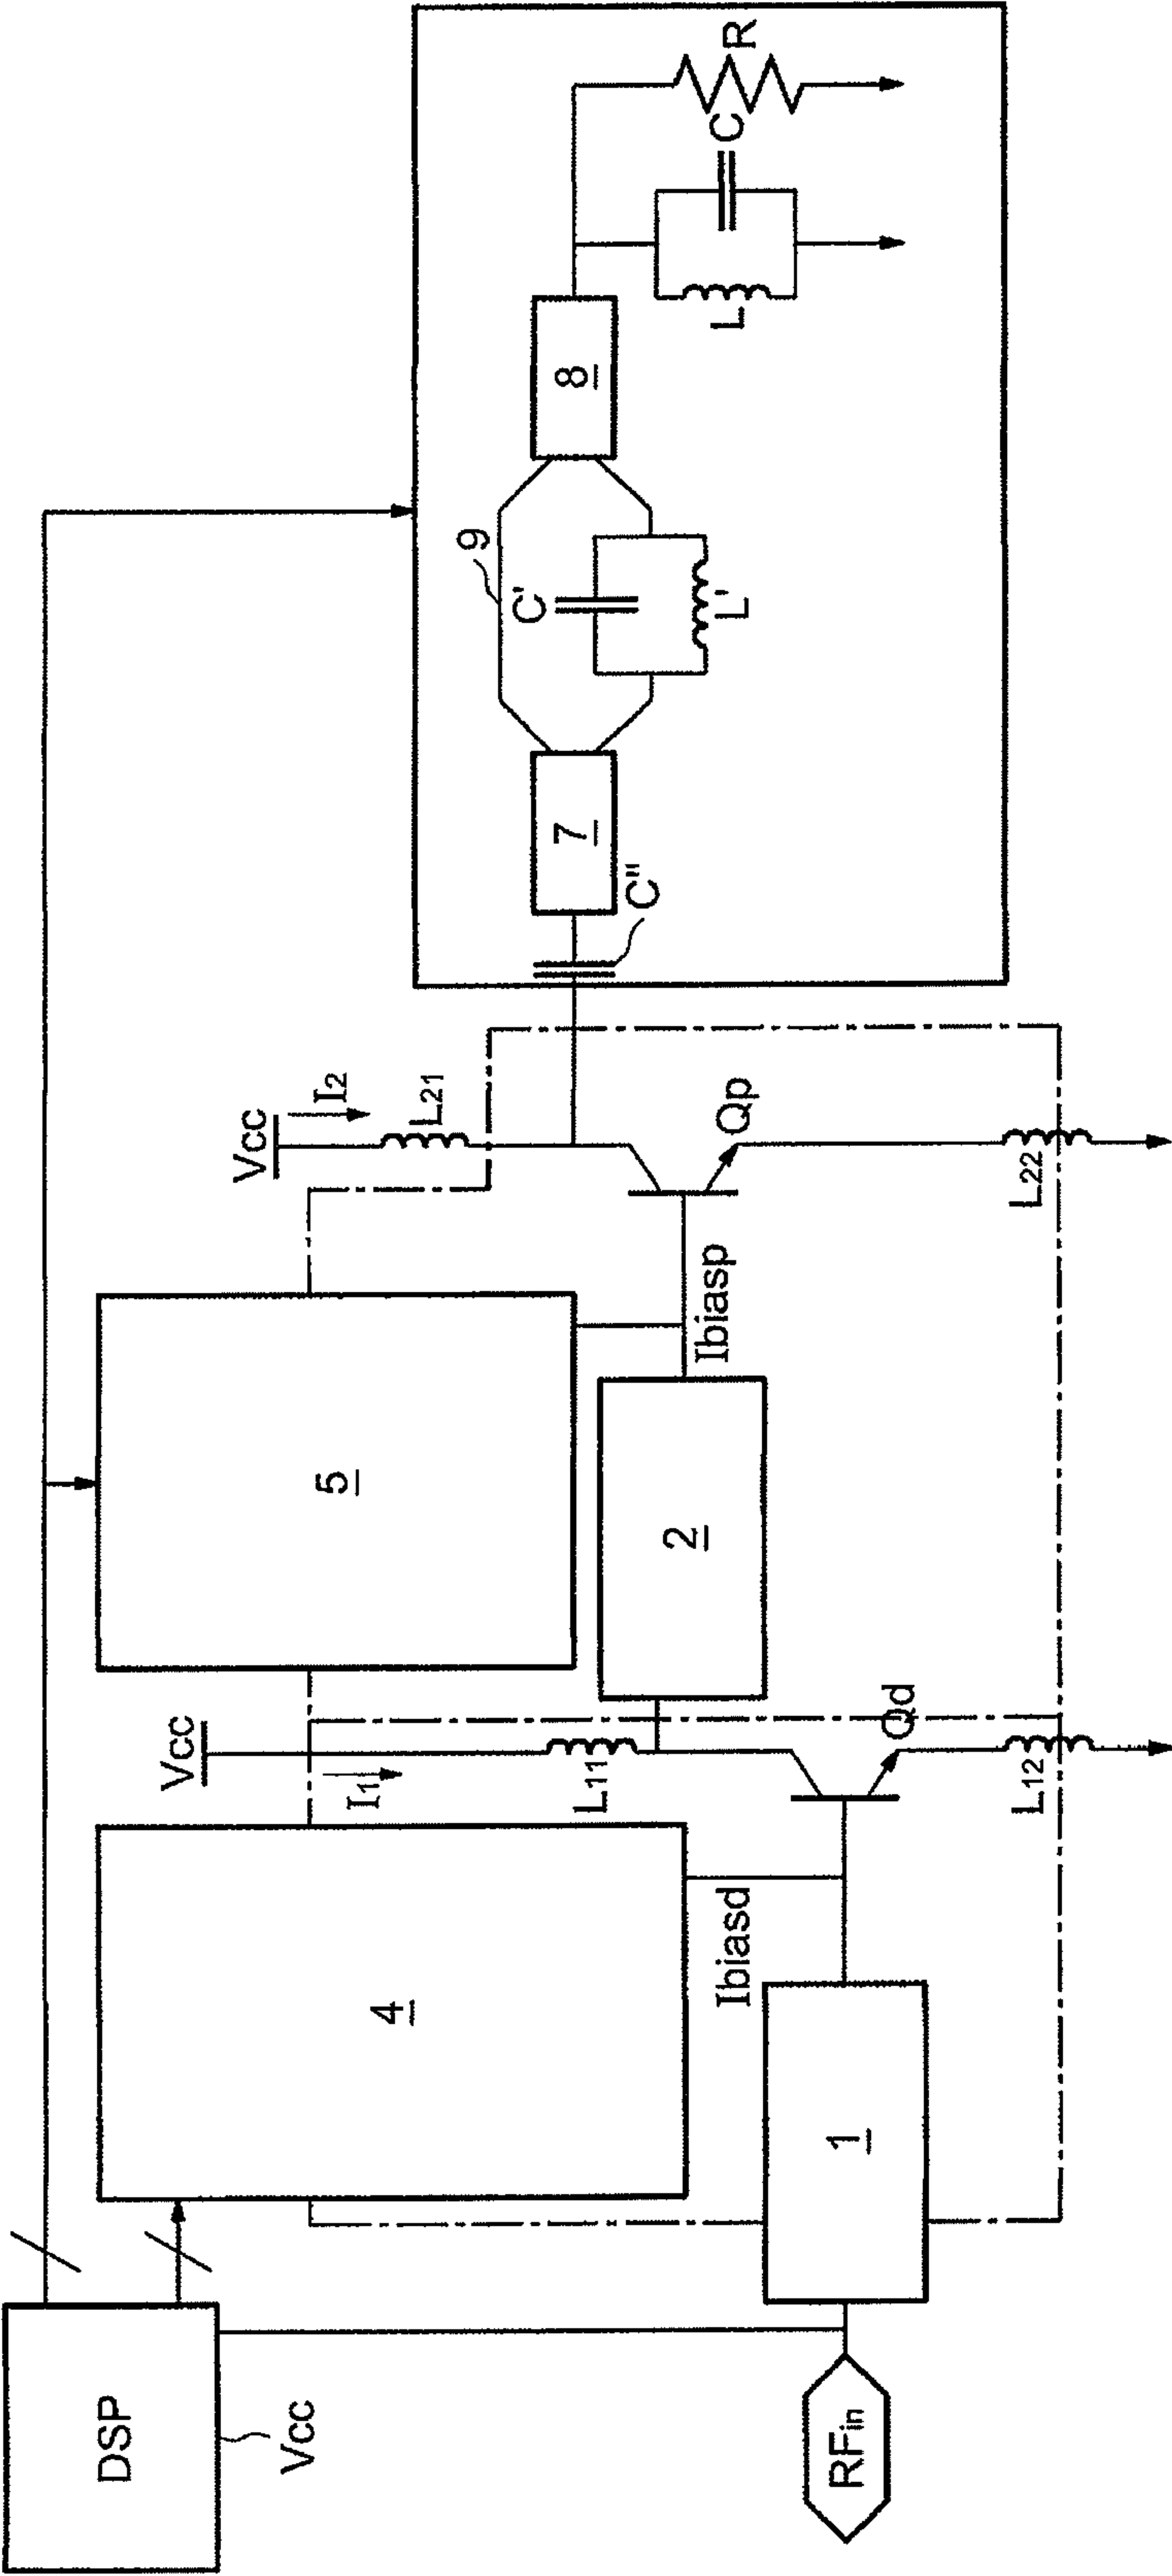 DSP
Vcc
RFin
1
4
Ibiasd
Vcc
I1
L11
Qd
L12
5
2
Ibiasp
Vcc
I2
L21
Qp
L22
C"
7
9
C'
L'
8
L
C
R